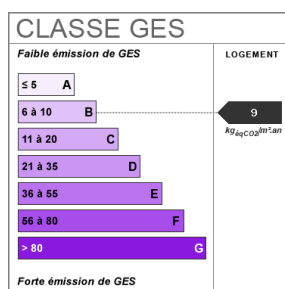 CLASSE GES
Faible émission de GES
LOGEMENT
≤ 5 A
6 à 10 B
9
kgéqCO2/m².an
11 à 20 C
21 à 35 D
36 à 55 E
56 à 80 F
> 80 G
Forte émission de GES